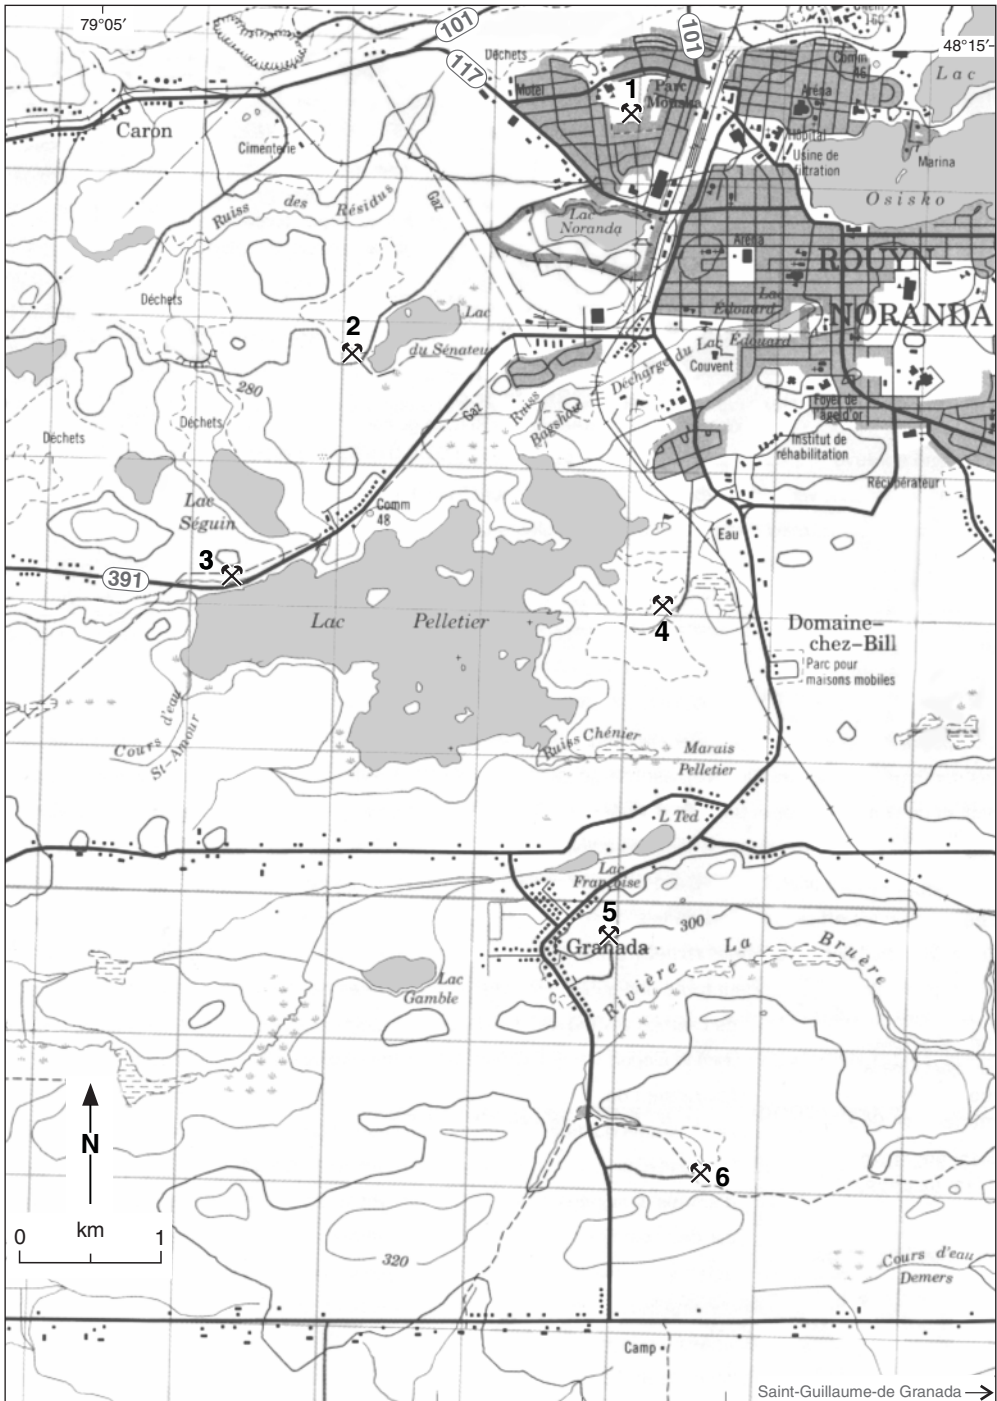 79°05′
101
101
Comm
46
48°15′
Déchets
117
Lac
1
Parc
Motel
Aréna
Caron
Cimenterie
Hôpital
Usine de
filtration
Marina
Ruiss des Résidus
Gaz
Osisko
Lac
Noranda
Aréna
ROUYN
NORANDA
Déchets
Lac
du Sénateur
Lac
Édouard
Décharge du Lac Édouard
2
Couvent
280
Déchets
Déchets
Gaz
Ruiss
Bagshaw
Foyer de
l'âge d'or
Institut de
réhabilitation
Récupérateur
Lac
Séguin
Comm
48
Eau
3
391
Lac Pelletier
4
Domaine–
chez–Bill
Parc pour
maisons mobiles
Cours d'eau
St-Amour
Ruiss Chénier
Marais
Pelletier
L Ted
Lac
Françoise
5
300
Granada
Rivière La Bruère
Lac
Gamble
N
6
km
0 1
320
Cours d'eau
Demers
Camp
Saint-Guillaume-de Granada